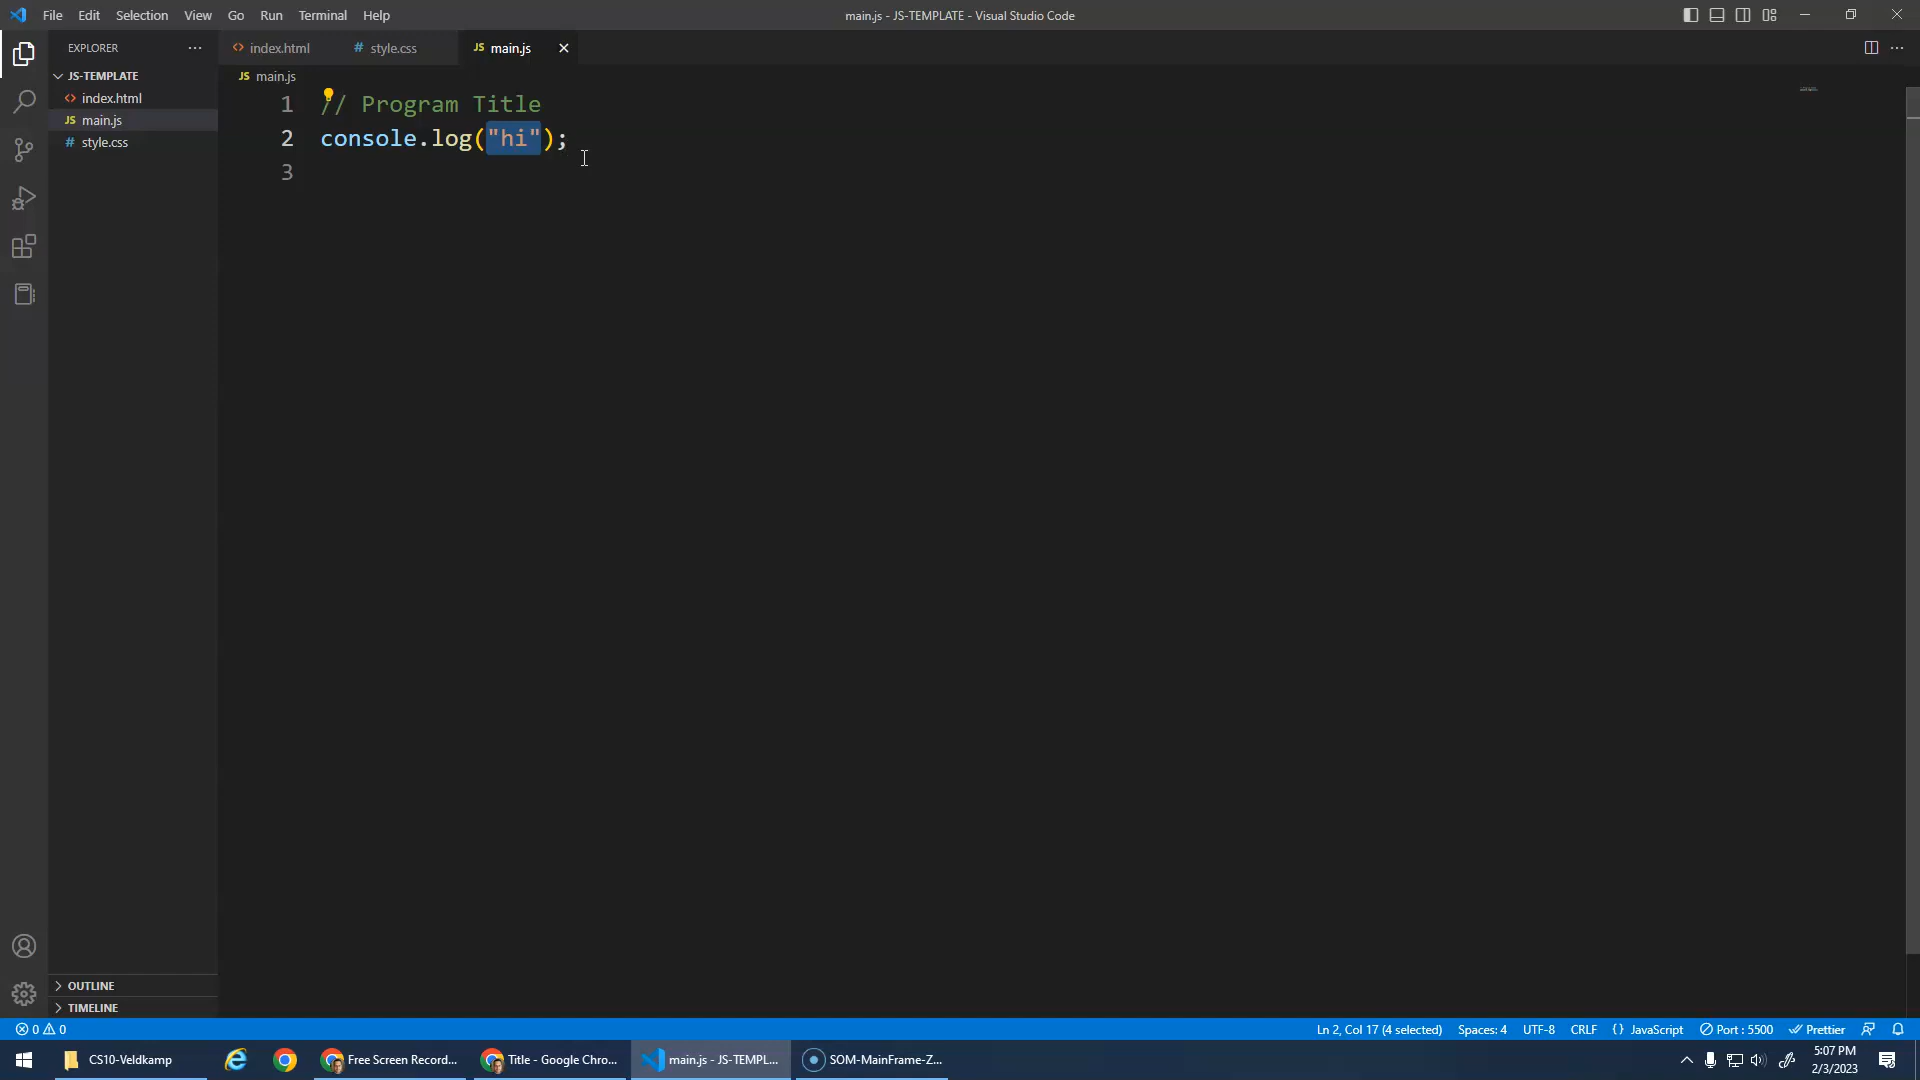 File Edit Selection View Go Run Terminal Help
main.js - JS-TEMPLATE - Visual Studio Code
EXPLORER
JS-TEMPLATE
<> index.html
JS main.js
# style.css
OUTLINE
TIMELINE
<> index.html
# style.css
JS main.js
JS main.js
1 // Program Title
2 console.log("hi");
3
0 0
Ln 2, Col 17 (4 selected) Spaces: 4 UTF-8 CRLF {} JavaScript Port : 5500 Prettier
CS10-Veldkamp
Free Screen Record...
Title - Google Chro...
main.js - JS-TEMPL...
SOM-MainFrame-Z...
5:07 PM
2/3/2023